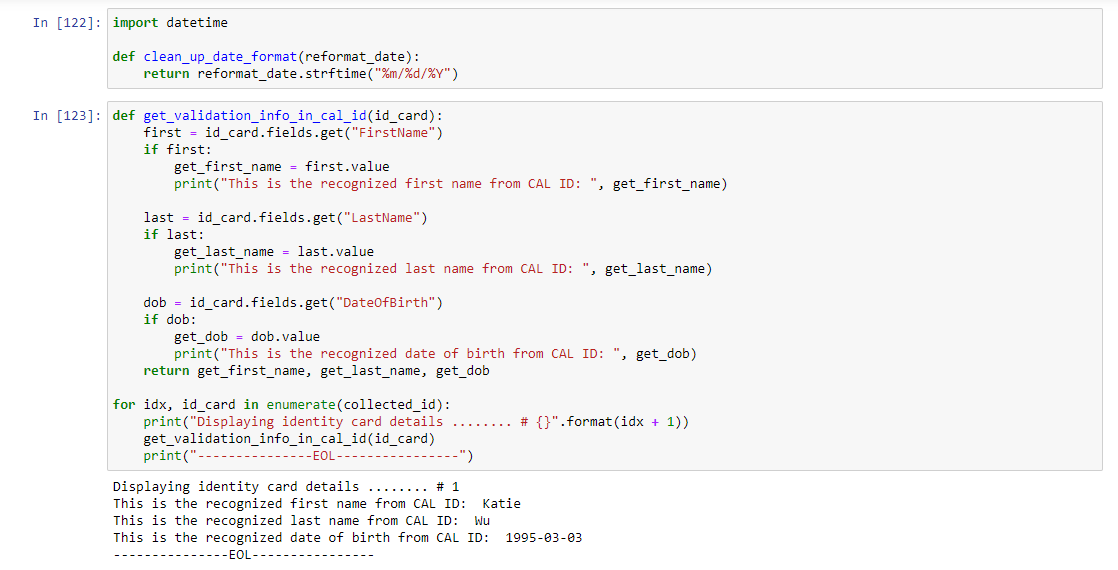 In [122]: import datetime
def clean_up_date_format(reformat_date):
    return reformat_date.strftime("%m/%d/%Y")
In [123]: def get_validation_info_in_cal_id(id_card):
    first = id_card.fields.get("FirstName")
    if first:
        get_first_name = first.value
        print("This is the recognized first name from CAL ID: ", get_first_name)
    last = id_card.fields.get("LastName")
    if last:
        get_last_name = last.value
        print("This is the recognized last name from CAL ID: ", get_last_name)
    dob = id_card.fields.get("DateOfBirth")
    if dob:
        get_dob = dob.value
        print("This is the recognized date of birth from CAL ID: ", get_dob)
    return get_first_name, get_last_name, get_dob
for idx, id_card in enumerate(collected_id):
    print("Displaying identity card details ........ # {}".format(idx + 1))
    get_validation_info_in_cal_id(id_card)
    print("---------------EOL----------------")
Displaying identity card details ........ # 1
This is the recognized first name from CAL ID:  Katie
This is the recognized last name from CAL ID:  Wu
This is the recognized date of birth from CAL ID:  1995-03-03
---------------EOL----------------